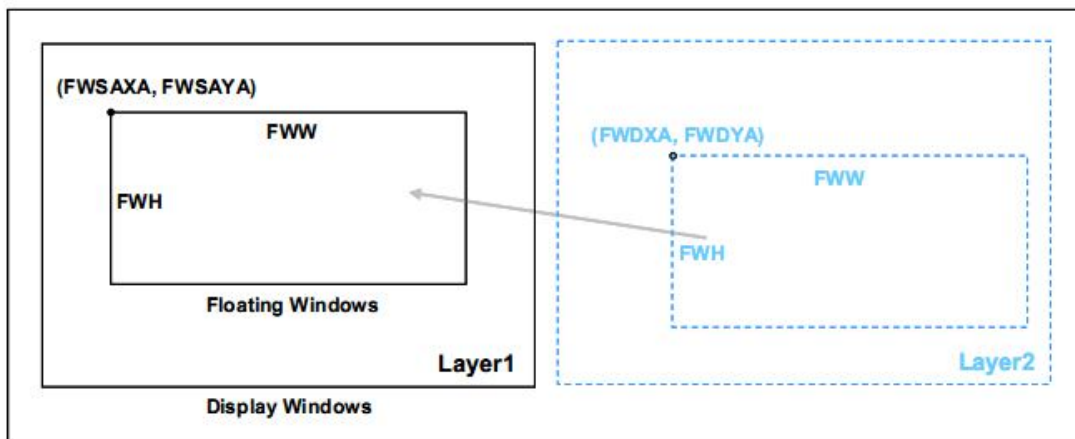 (FWSAXA, FWSAYA)
FWW
FWH
Floating Windows
Layer1
Display Windows
(FWDXA, FWDYA)
FWW
FWH
Layer2